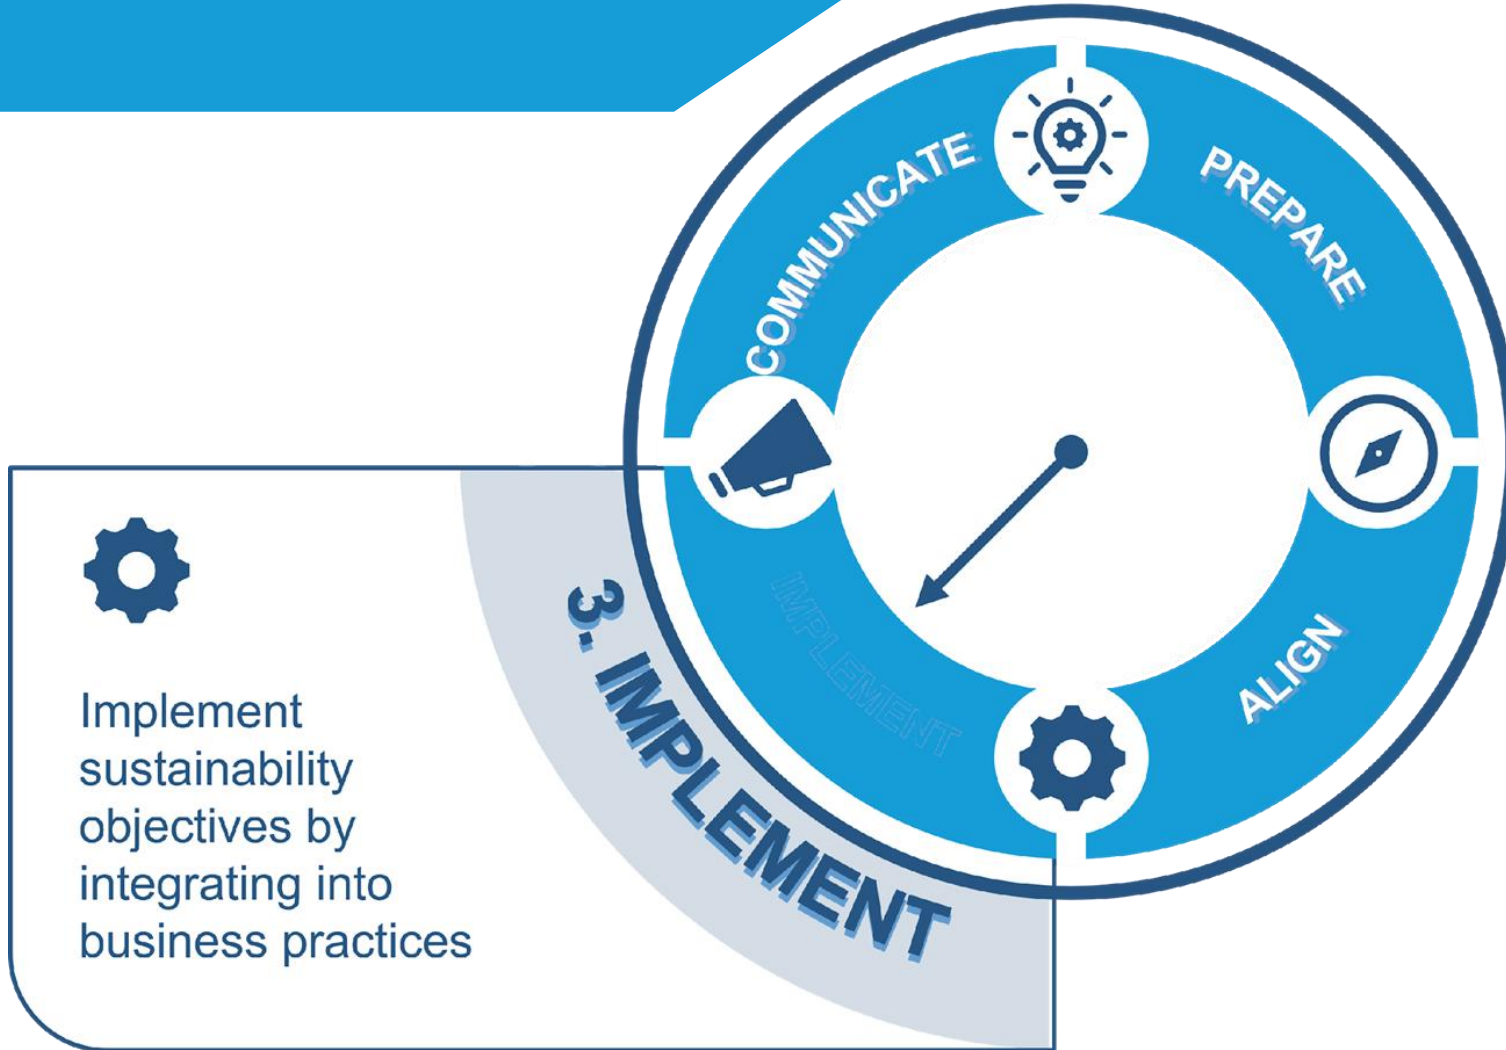 COMMUNICATE
PREPARE
ALIGN
IMPLEMENT
3. IMPLEMENT
Implement
sustainability
objectives by
integrating into
business practices